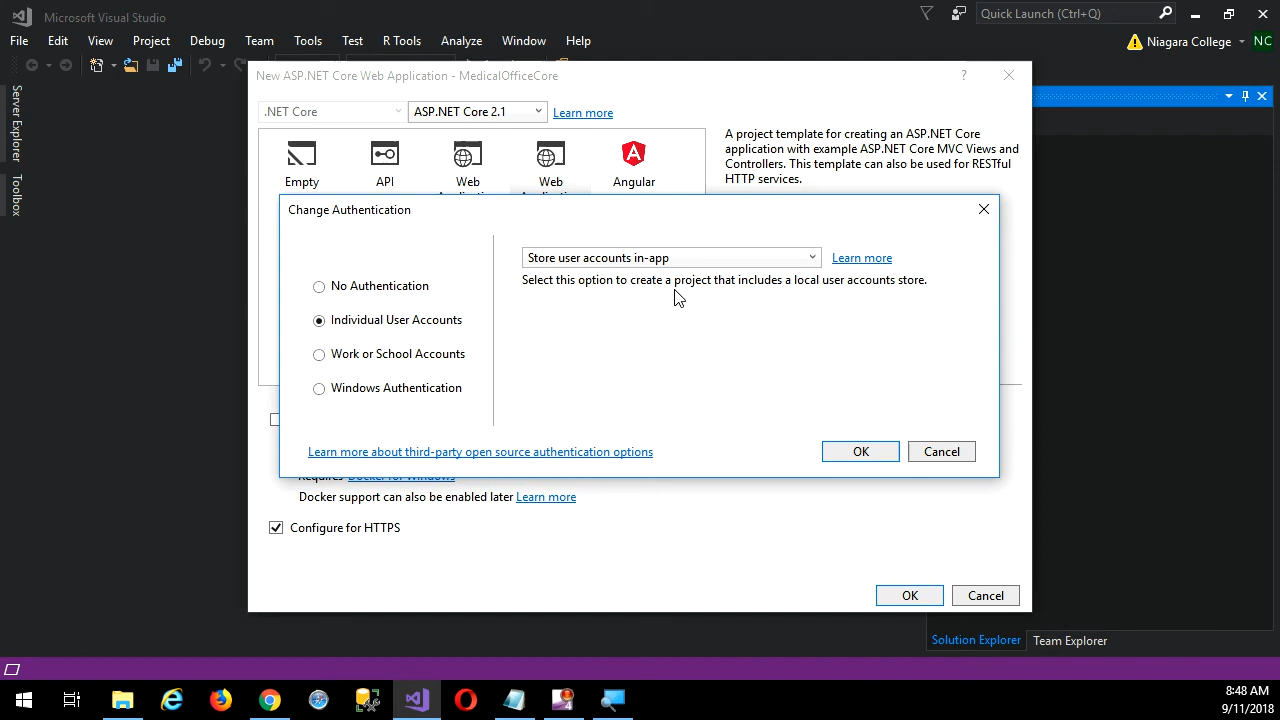 Microsoft Visual Studio
Quick Launch (Ctrl+Q)
File Edit View Project Debug Team Tools Test R Tools Analyze Window Help
Niagara College NC
Server Explorer
Toolbox
New ASP.NET Core Web Application - MedicalOfficeCore
?
.NET Core
ASP.NET Core 2.1
Learn more
Empty
API
Web
Web
Angular
A project template for creating an ASP.NET Core
application with example ASP.NET Core MVC Views and
Controllers. This template can also be used for RESTful
HTTP services.
Change Authentication
No Authentication
Individual User Accounts
Work or School Accounts
Windows Authentication
Store user accounts in-app
Learn more
Select this option to create a project that includes a local user accounts store.
Learn more about third-party open source authentication options
OK
Cancel
Requires Docker for Windows
Docker support can also be enabled later Learn more
Configure for HTTPS
OK
Cancel
Solution Explorer
Team Explorer
8:48 AM
9/11/2018